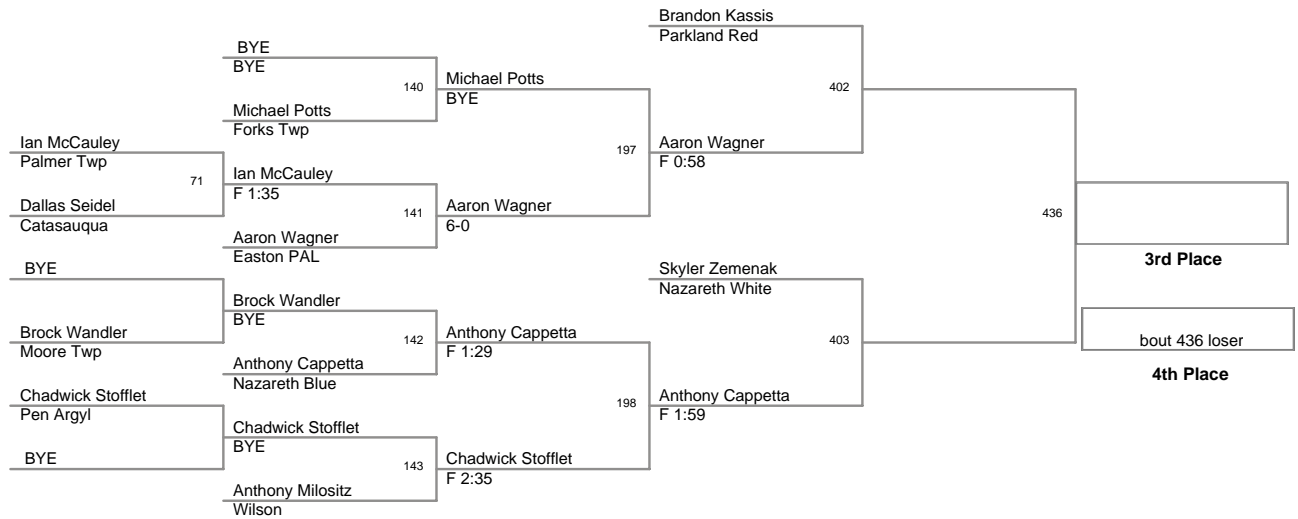 Brandon Kassis
Parkland Red
BYE
BYE
140
Michael Potts
BYE
402
Michael Potts
Forks Twp
Ian McCauley
Palmer Twp
197
Aaron Wagner
F 0:58
71
Ian McCauley
F 1:35
Dallas Seidel
Catasauqua
141
Aaron Wagner
6-0
436
Aaron Wagner
Easton PAL
3rd Place
BYE
Skyler Zemenak
Nazareth White
Brock Wandler
BYE
Brock Wandler
Moore Twp
142
Anthony Cappetta
F 1:29
403
bout 436 loser
Anthony Cappetta
Nazareth Blue
4th Place
Chadwick Stofflet
Pen Argyl
198
Anthony Cappetta
F 1:59
Chadwick Stofflet
BYE
BYE
143
Chadwick Stofflet
F 2:35
Anthony Milositz
Wilson